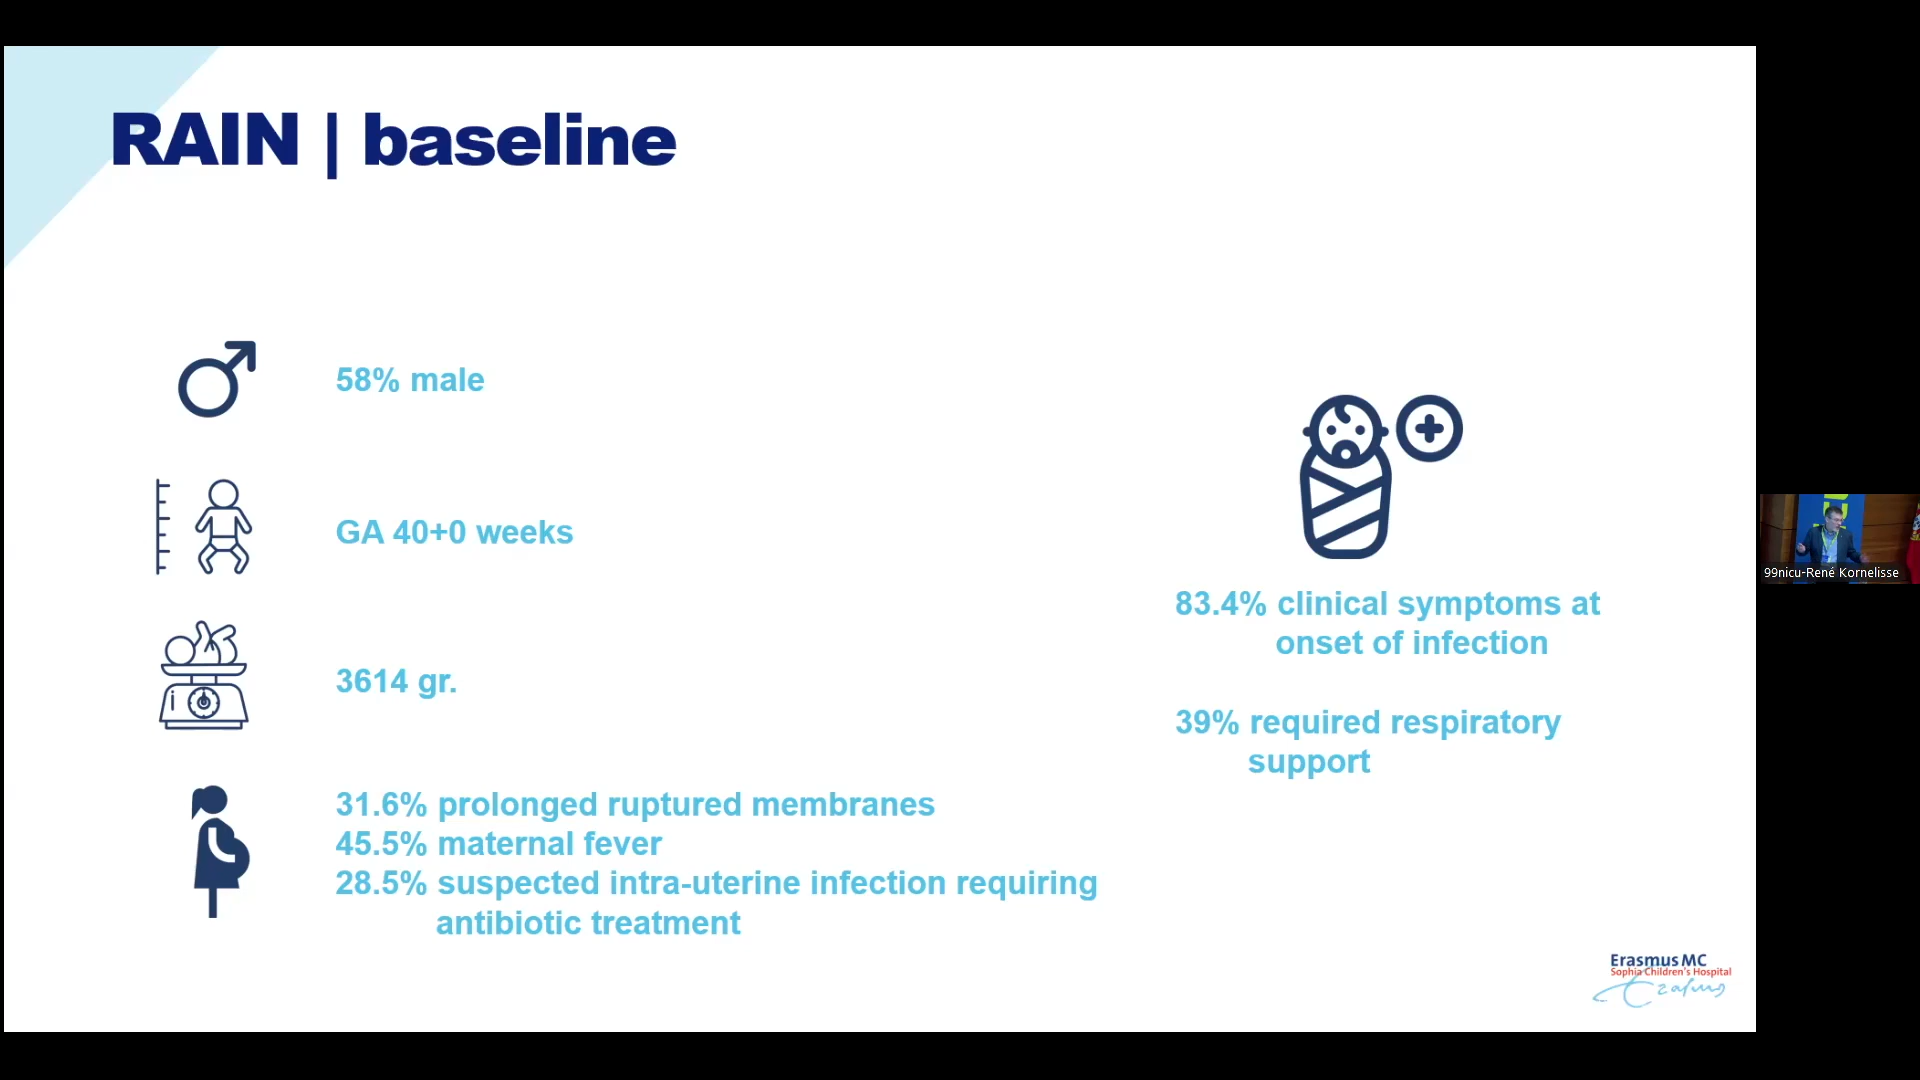 RAIN | baseline
58% male
GA 40+0 weeks
3614 gr.
31.6% prolonged ruptured membranes
45.5% maternal fever
28.5% suspected intra-uterine infection requiring
antibiotic treatment
83.4% clinical symptoms at
onset of infection
39% required respiratory
support
99nicu-René Kornelisse
Erasmus MC
Sophia Children's Hospital
Erasmus